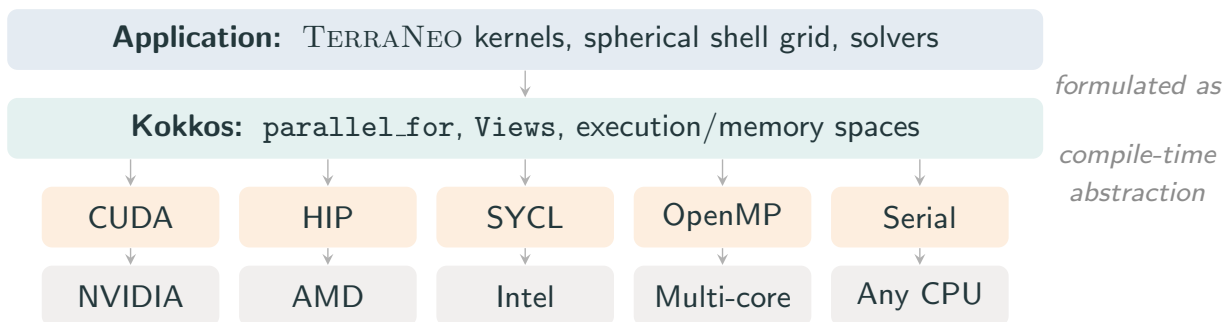 Application: TERRANEO kernels, spherical shell grid, solvers
formulated as
Kokkos: parallel_for, Views, execution/memory spaces
compile-time
abstraction
CUDA HIP SYCL OpenMP Serial
NVIDIA AMD Intel Multi-core Any CPU